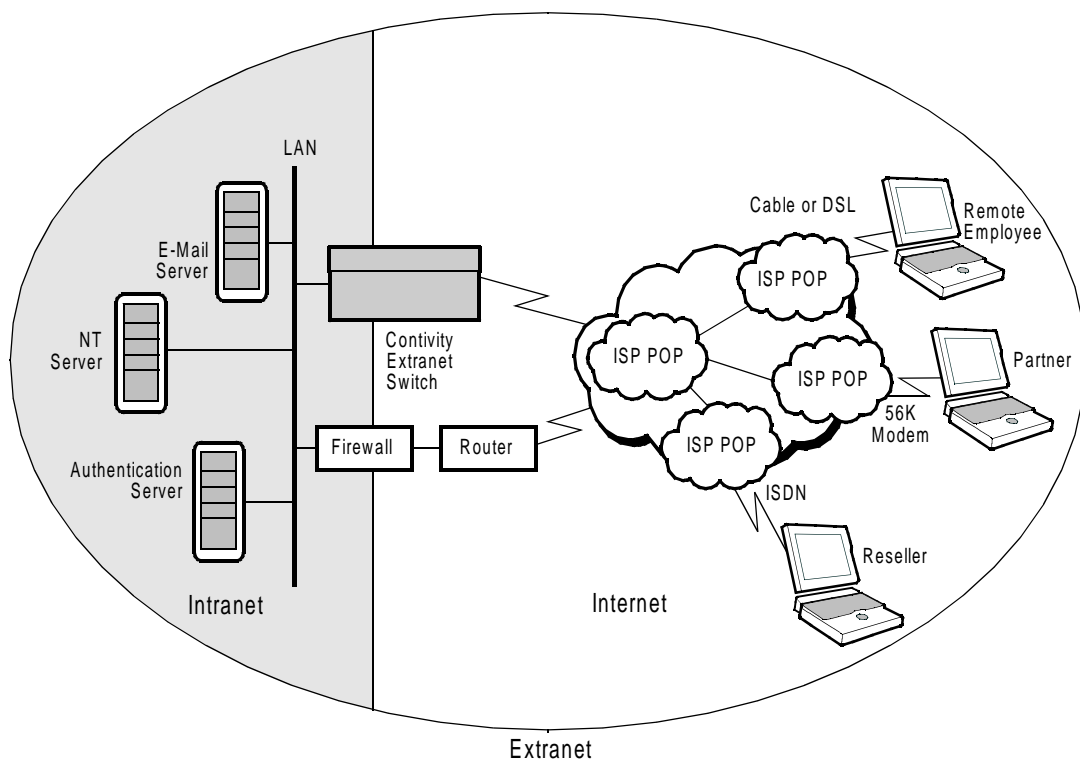 LAN
E-Mail
Server
NT
Server
Authentication
Server
Contivity
Extranet
Switch
Firewall
Router
Intranet
Cable or DSL
Remote
Employee
ISP POP
ISP POP
ISP POP
ISP POP
Partner
56K
Modem
ISDN
Reseller
Internet
Extranet